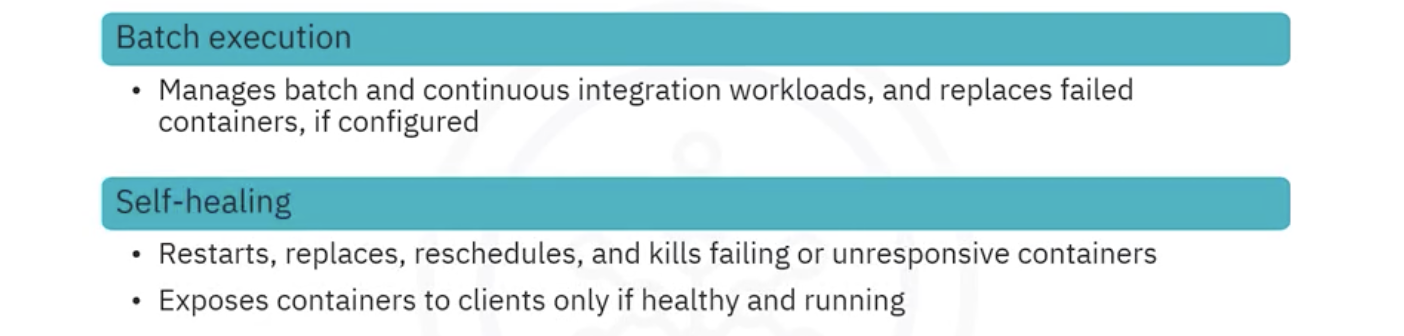 Batch execution
• Manages batch and continuous integration workloads, and replaces failed
containers, if configured
Self-healing
• Restarts, replaces, reschedules, and kills failing or unresponsive containers
• Exposes containers to clients only if healthy and running